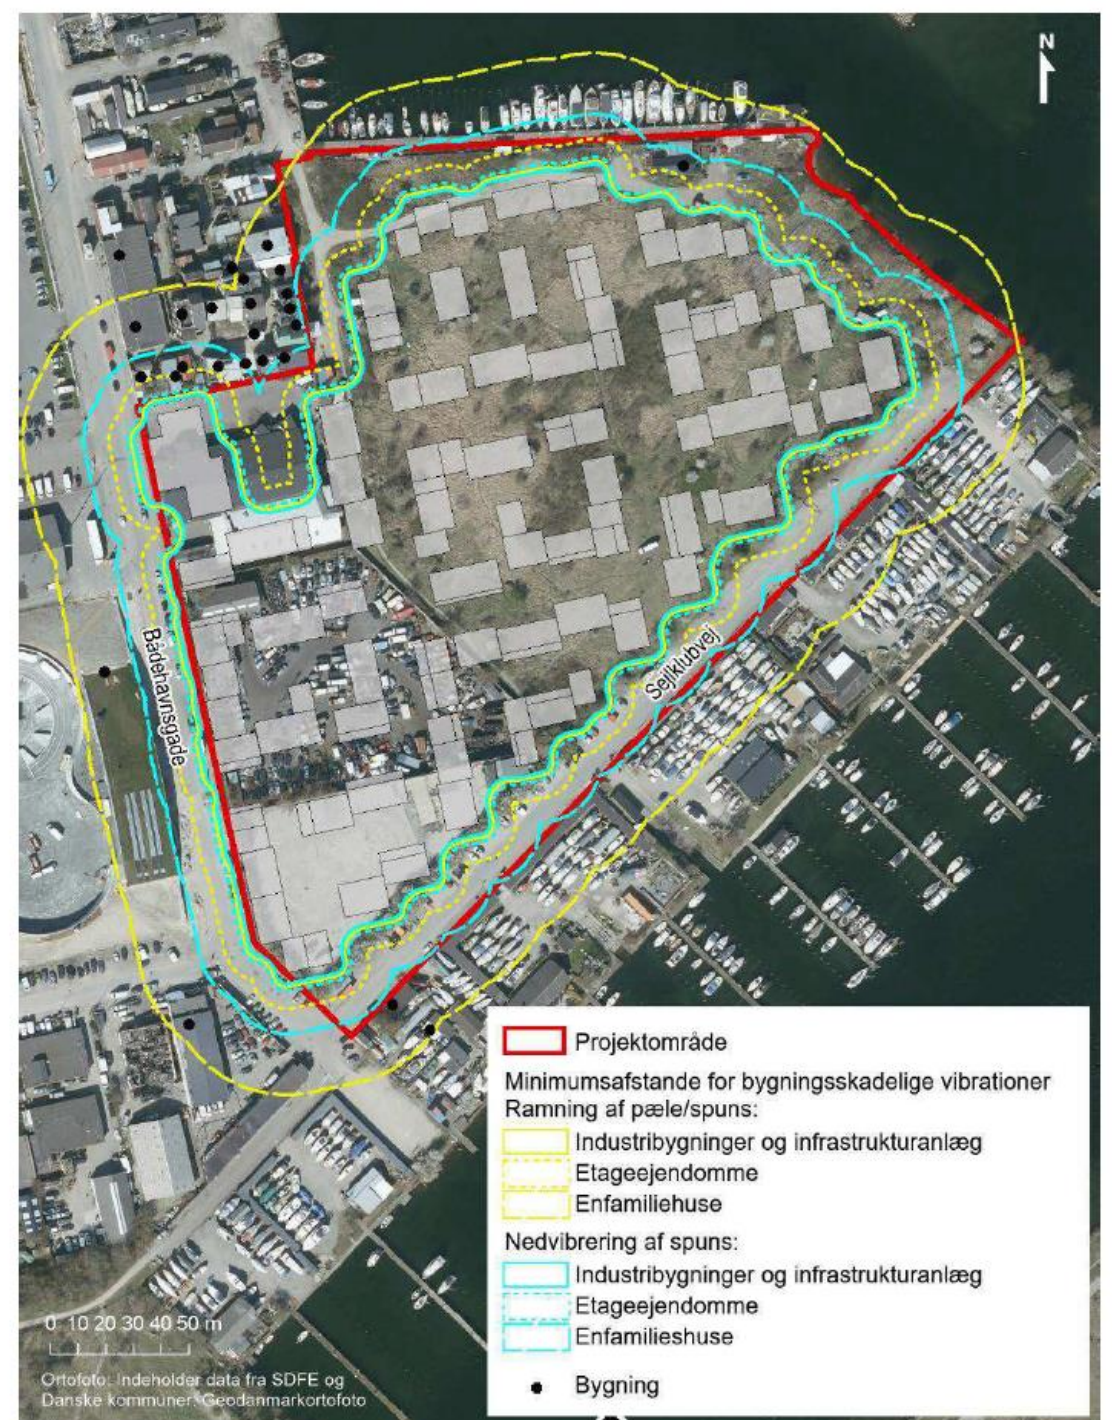 N
Bådehavnsgade
Sejlklubvej
Projektområde
Minimumsafstande for bygningsskadelige vibrationer
Ramning af pæle/spuns:
Industribygninger og infrastrukturanlæg
Etageejendomme
Enfamiliehuse
Nedvibrering af spuns:
Industribygninger og infrastrukturanlæg
Etageejendomme
Enfamilieshuse
Bygning
0 10 20 30 40 50 m
Ortofoto: Indeholder data fra SDFE og
Danske kommuner: Geodanmarkortofoto